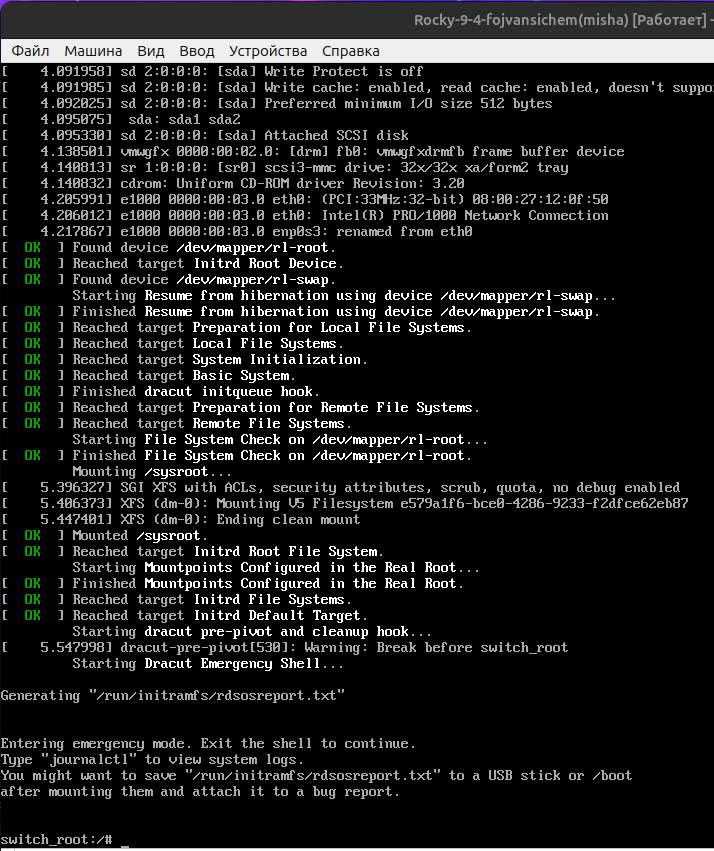 Rocky-9-4-fojvansichem(misha) [Работает] -
Файл Машина Вид Ввод Устройства Справка
[    4.091958] sd 2:0:0:0: [sda] Write Protect is off
[    4.091985] sd 2:0:0:0: [sda] Write cache: enabled, read cache: enabled, doesn't suppo
[    4.092025] sd 2:0:0:0: [sda] Preferred minimum I/O size 512 bytes
[    4.095075]  sda: sda1 sda2
[    4.095330] sd 2:0:0:0: [sda] Attached SCSI disk
[    4.138501] vmwgfx 0000:00:02.0: [drm] fb0: vmwgfxdrmfb frame buffer device
[    4.140813] sr 1:0:0:0: [sr0] scsi3-mmc drive: 32x/32x xa/form2 tray
[    4.140832] cdrom: Uniform CD-ROM driver Revision: 3.20
[    4.205991] e1000 0000:00:03.0 eth0: (PCI:33MHz:32-bit) 08:00:27:12:0f:50
[    4.206012] e1000 0000:00:03.0 eth0: Intel(R) PRO/1000 Network Connection
[    4.217867] e1000 0000:00:03.0 enp0s3: renamed from eth0
[  OK  ] Found device /dev/mapper/rl-root.
[  OK  ] Reached target Initrd Root Device.
[  OK  ] Found device /dev/mapper/rl-swap.
         Starting Resume from hibernation using device /dev/mapper/rl-swap...
[  OK  ] Finished Resume from hibernation using device /dev/mapper/rl-swap.
[  OK  ] Reached target Preparation for Local File Systems.
[  OK  ] Reached target Local File Systems.
[  OK  ] Reached target System Initialization.
[  OK  ] Reached target Basic System.
[  OK  ] Finished dracut initqueue hook.
[  OK  ] Reached target Preparation for Remote File Systems.
[  OK  ] Reached target Remote File Systems.
         Starting File System Check on /dev/mapper/rl-root...
[  OK  ] Finished File System Check on /dev/mapper/rl-root.
         Mounting /sysroot...
[    5.396327] SGI XFS with ACLs, security attributes, scrub, quota, no debug enabled
[    5.406373] XFS (dm-0): Mounting V5 Filesystem e579a1f6-bce0-4286-9233-f2dfce62eb87
[    5.447401] XFS (dm-0): Ending clean mount
[  OK  ] Mounted /sysroot.
[  OK  ] Reached target Initrd Root File System.
         Starting Mountpoints Configured in the Real Root...
[  OK  ] Finished Mountpoints Configured in the Real Root.
[  OK  ] Reached target Initrd File Systems.
[  OK  ] Reached target Initrd Default Target.
         Starting dracut pre-pivot and cleanup hook...
[    5.547998] dracut-pre-pivot[530]: Warning: Break before switch_root
         Starting Dracut Emergency Shell...
Generating "/run/initramfs/rdsosreport.txt"
Entering emergency mode. Exit the shell to continue.
Type "journalctl" to view system logs.
You might want to save "/run/initramfs/rdsosreport.txt" to a USB stick or /boot
after mounting them and attach it to a bug report.
switch_root:/# _